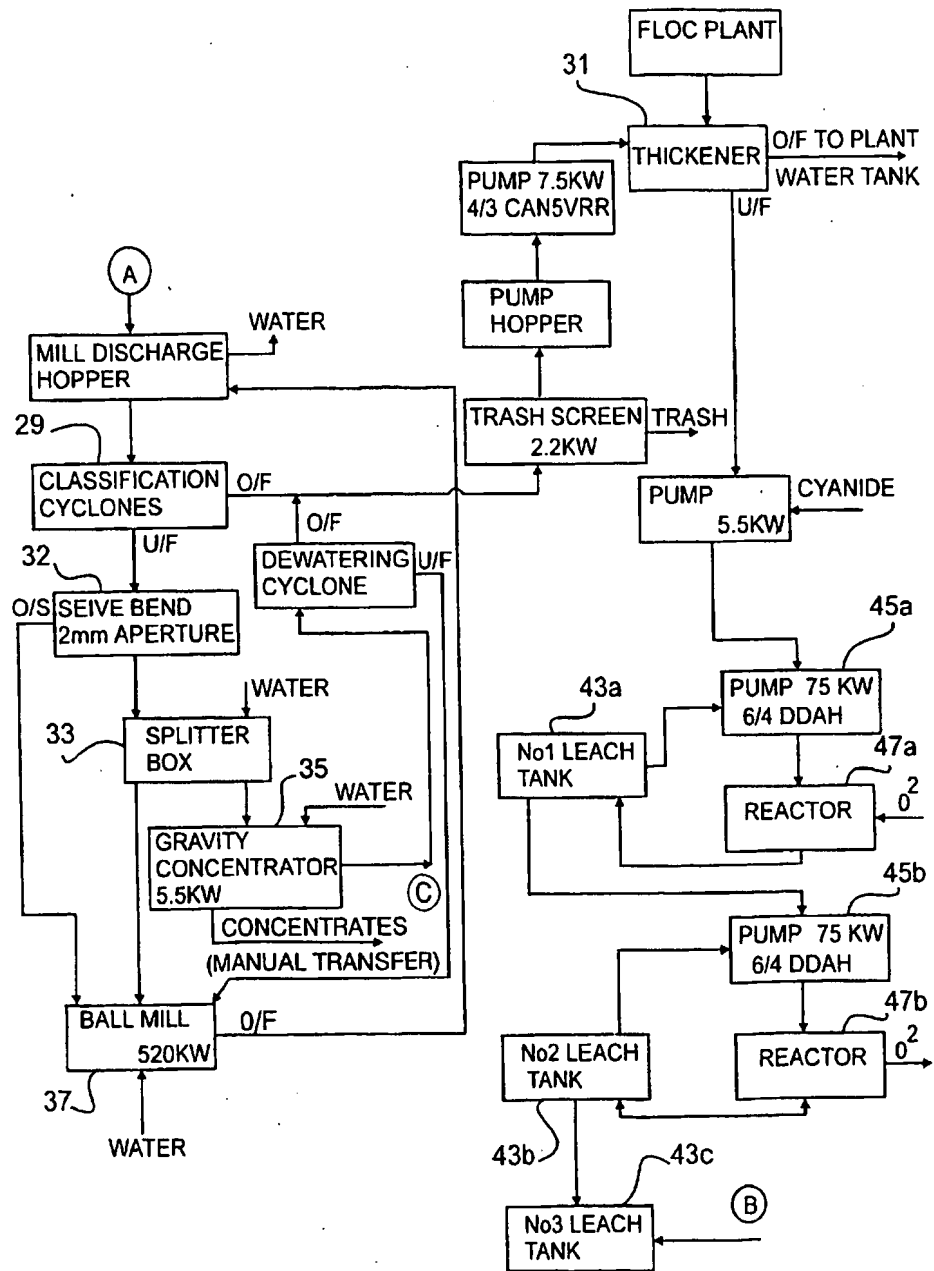 FLOC PLANT
31
THICKENER
O/F TO PLANT
WATER TANK
U/F
PUMP 7.5KW
4/3 CAN5VRR
PUMP
HOPPER
TRASH SCREEN
2.2KW
TRASH
A
WATER
MILL DISCHARGE
HOPPER
29
CLASSIFICATION
CYCLONES
O/F
U/F
O/F
DEWATERING
CYCLONE
U/F
32
O/S
SEIVE BEND
2mm APERTURE
WATER
33
SPLITTER
BOX
35
WATER
GRAVITY
CONCENTRATOR
5.5KW
C
CONCENTRATES
(MANUAL TRANSFER)
BALL MILL
520KW
O/F
37
WATER
PUMP
5.5KW
CYANIDE
45a
PUMP 75 KW
6/4 DDAH
43a
No1 LEACH
TANK
47a
REACTOR
0²
45b
PUMP 75 KW
6/4 DDAH
47b
REACTOR
0²
No2 LEACH
TANK
43b
43c
No3 LEACH
TANK
B